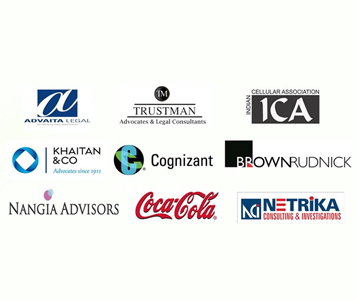 a
ADVAITA LEGAL
TM
TRUSTMAN
Advocates & Legal Consultants
INDIAN
CELLULAR ASSOCIATION
ICA
KHAITAN
& CO
Advocates since 1911
Cognizant
BROWNRUDNICK
NANGIA ADVISORS
Coca-Cola
NETRIKA
CONSULTING & INVESTIGATIONS